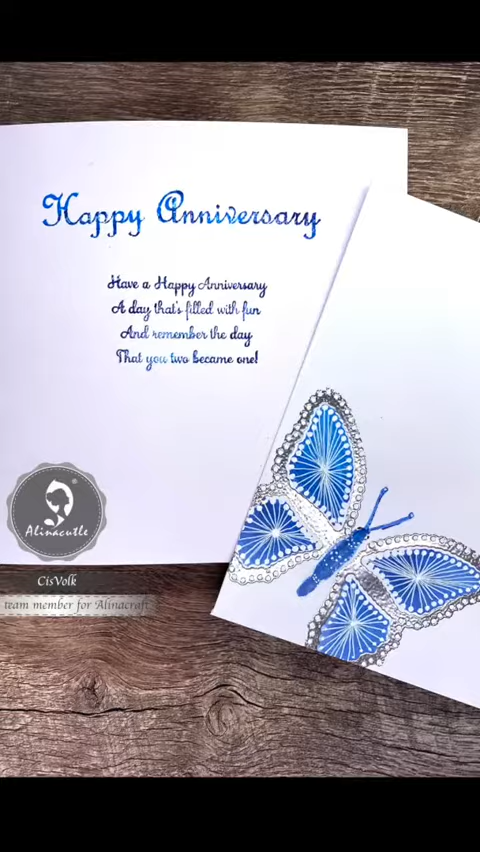 Happy Anniversary
Have a Happy Anniversary
A day that's filled with fun
And remember the day
That you two became one!
Alinacutle
®
CisVolk
team member for Alinacraft